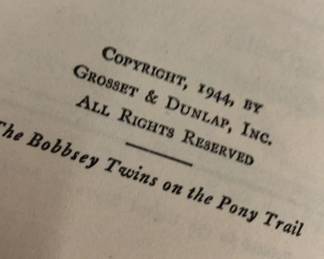 COPYRIGHT, 1944, BY
GROSSET & DUNLAP, INC.
ALL RIGHTS RESERVED
The Bobbsey Twins on the Pony Trail